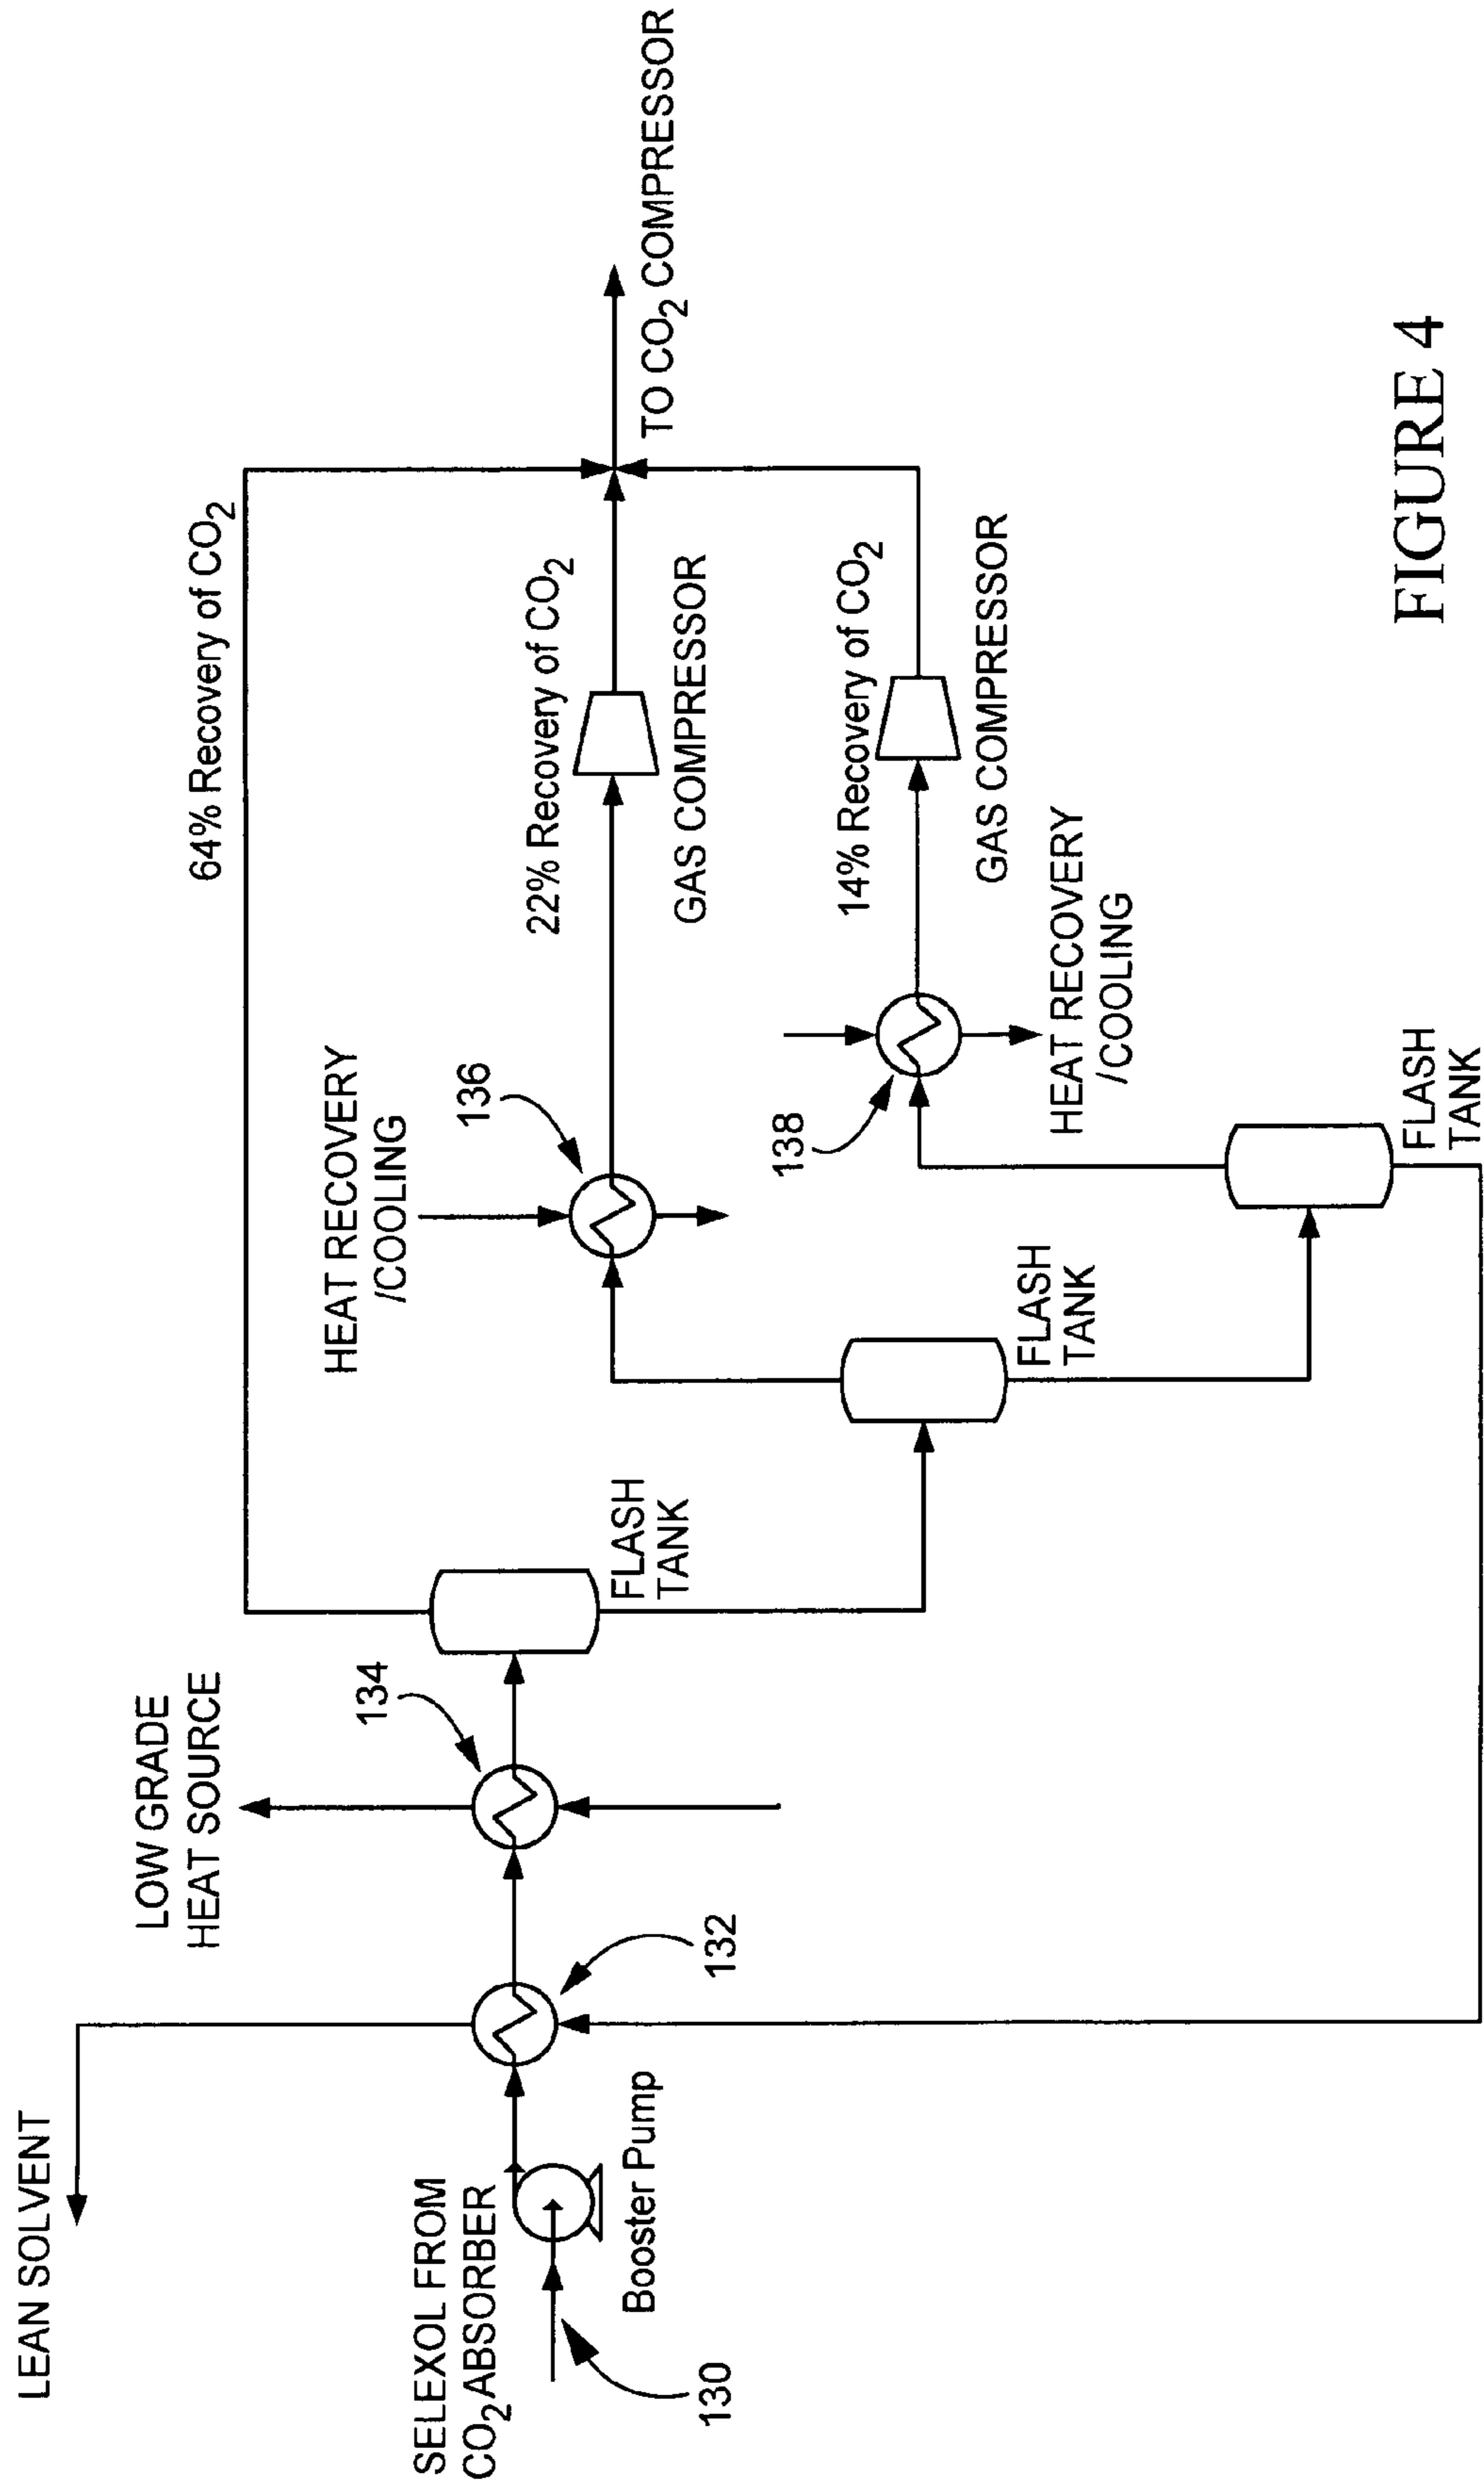 LEAN SOLVENT
SELEXOL FROM
CO2 ABSORBER
130
Booster Pump
132
LOW GRADE
HEAT SOURCE
134
FLASH
TANK
64% Recovery of CO2
HEAT RECOVERY
/COOLING
136
22% Recovery of CO2
GAS COMPRESSOR
TO CO2 COMPRESSOR
FLASH
TANK
138
14% Recovery of CO2
GAS COMPRESSOR
HEAT RECOVERY
/COOLING
FLASH
TANK
FIGURE 4